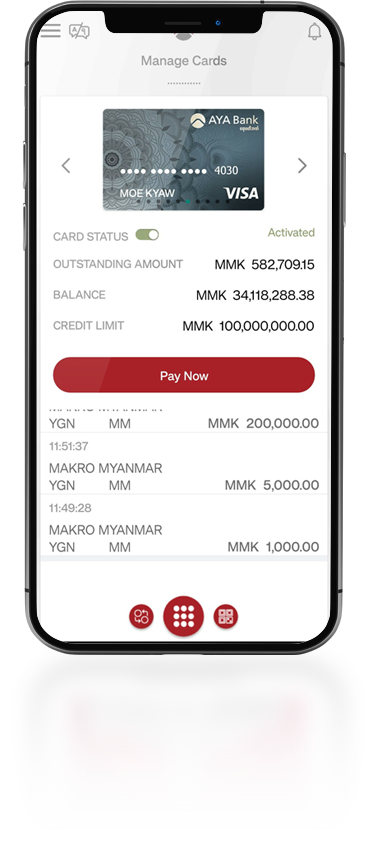 Manage Cards
AYA Bank
•••• •••• •••• 4030
MOE KYAW VISA
CARD STATUS Activated
OUTSTANDING AMOUNT MMK 582,709.15
BALANCE MMK 34,118,288.38
CREDIT LIMIT MMK 100,000,000.00
Pay Now
MAKRO MYANMAR
YGN MM MMK 200,000.00
11:51:37
MAKRO MYANMAR
YGN MM MMK 5,000.00
11:49:28
MAKRO MYANMAR
YGN MM MMK 1,000.00